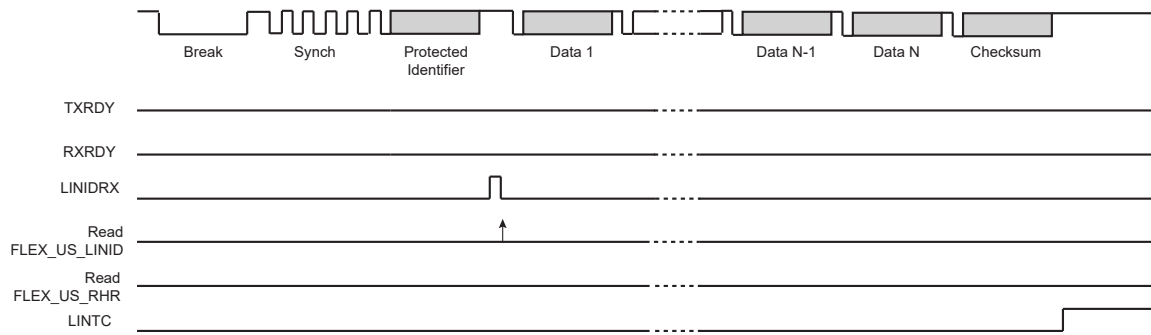 Break
Synch
Protected
Identifier
Data 1
Data N-1
Data N
Checksum
TXRDY
RXRDY
LINIDRX
Read
FLEX_US_LINID
Read
FLEX_US_RHR
LINTC